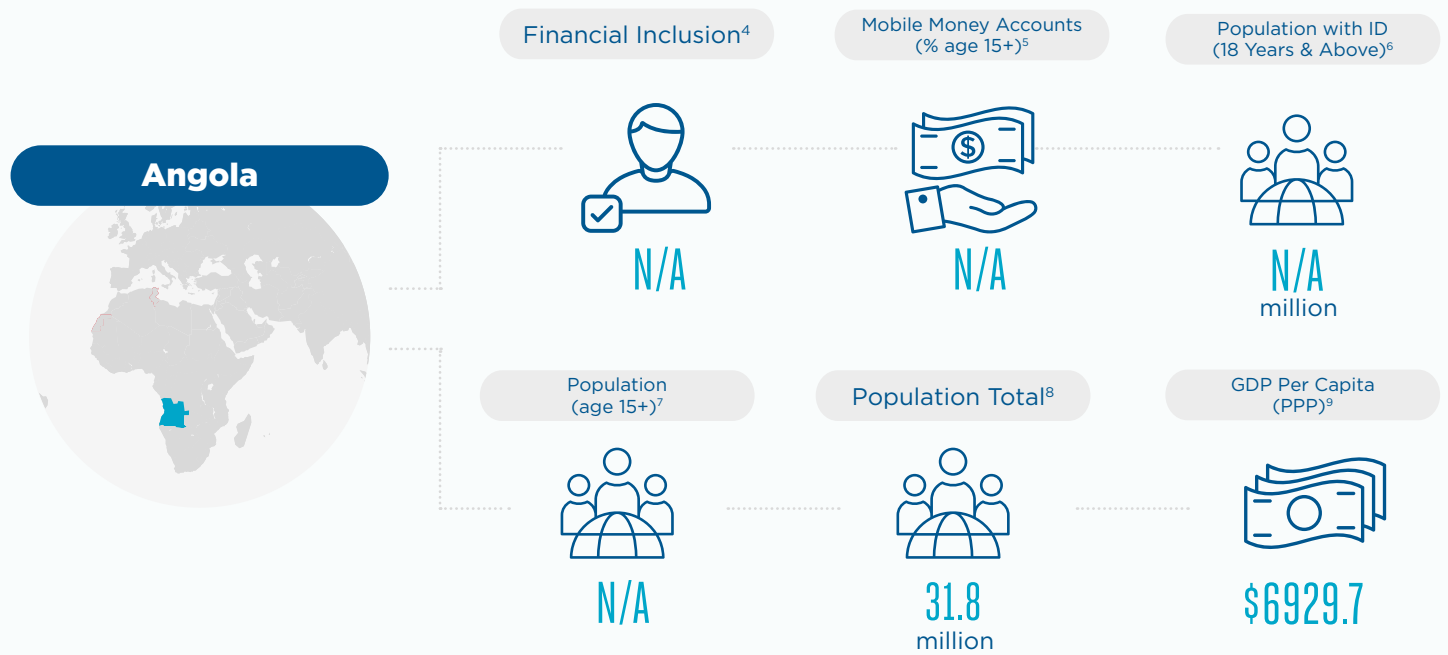 Financial Inclusion⁴
Mobile Money Accounts
(% age 15+)⁵
Population with ID
(18 Years & Above)⁶
Angola
$
N/A
N/A
N/A
million
Population
(age 15+)⁷
Population Total⁸
GDP Per Capita
(PPP)⁹
N/A
31.8
million
$6929.7